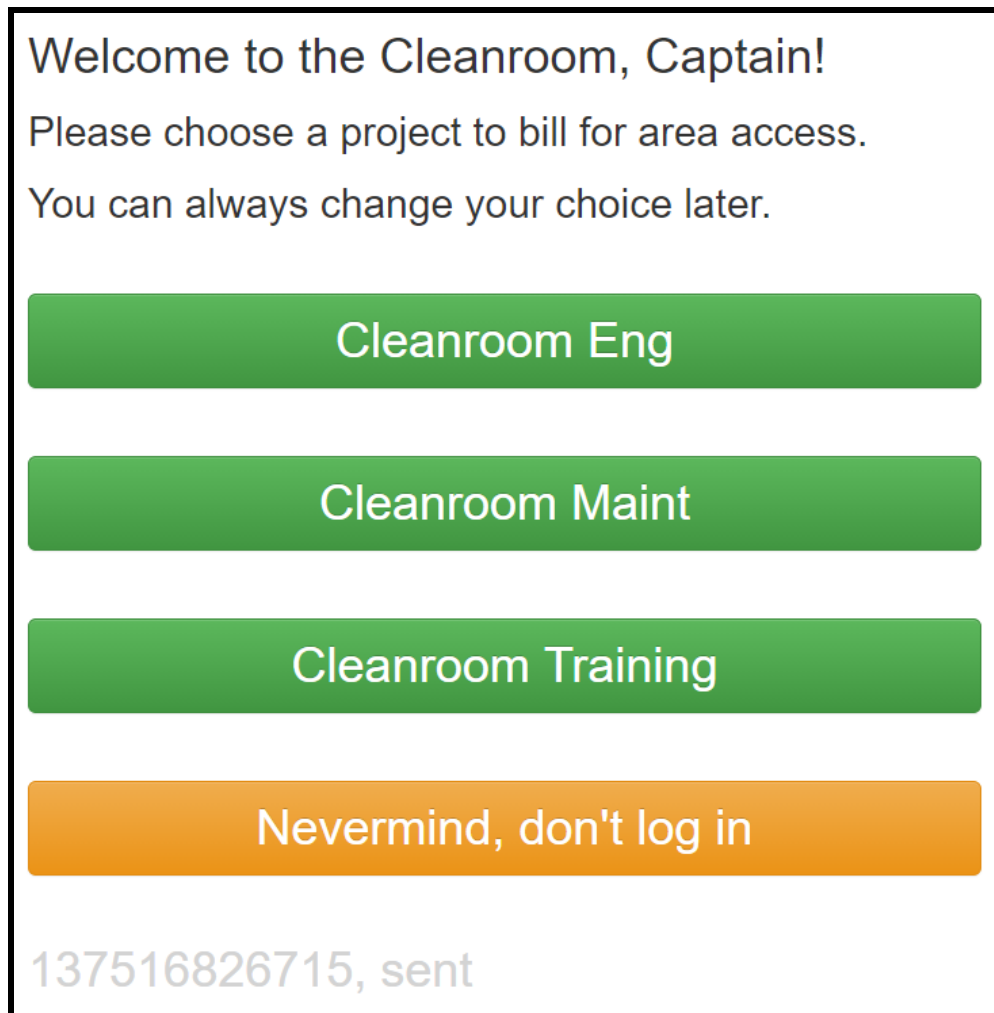 Welcome to the Cleanroom, Captain!
Please choose a project to bill for area access.
You can always change your choice later.
Cleanroom Eng
Cleanroom Maint
Cleanroom Training
Nevermind, don't log in
137516826715, sent